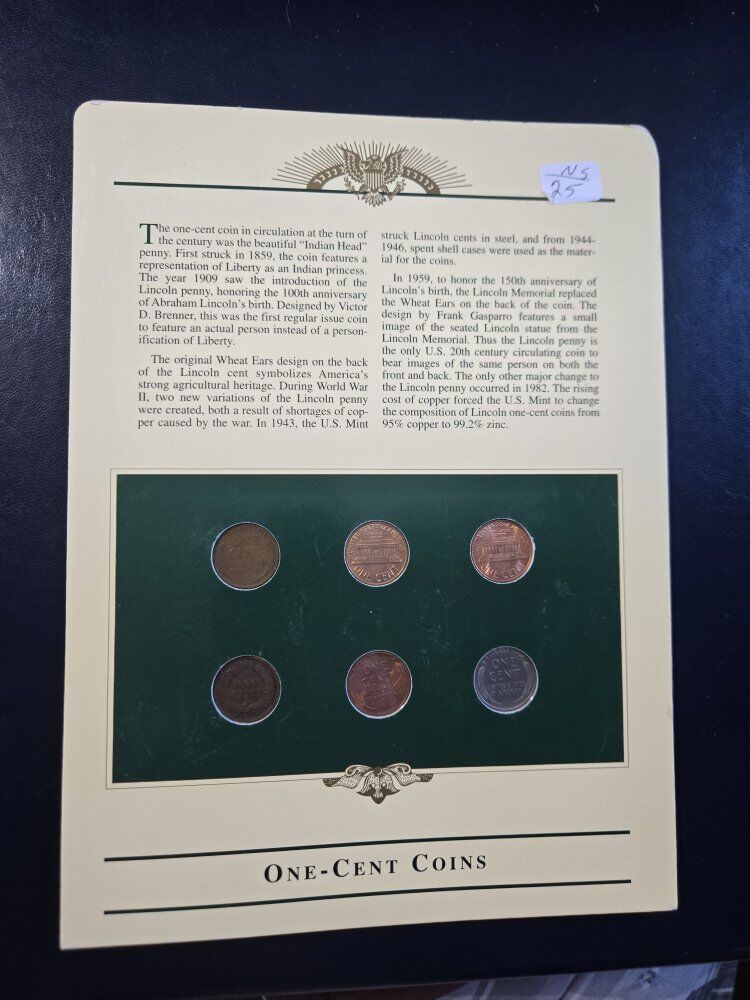 NS
25
The one-cent coin in circulation at the turn of
the century was the beautiful "Indian Head"
penny. First struck in 1859, the coin features a
representation of Liberty as an Indian princess.
The year 1909 saw the introduction of the
Lincoln penny, honoring the 100th anniversary
of Abraham Lincoln's birth. Designed by Victor
D. Brenner, this was the first regular issue coin
to feature an actual person instead of a person-
ification of Liberty.
The original Wheat Ears design on the back
of the Lincoln cent symbolizes America's
strong agricultural heritage. During World War
II, two new variations of the Lincoln penny
were created, both a result of shortages of cop-
per caused by the war. In 1943, the U.S. Mint
struck Lincoln cents in steel, and from 1944-
1946, spent shell cases were used as the mater-
ial for the coins.
In 1959, to honor the 150th anniversary of
Lincoln's birth, the Lincoln Memorial replaced
the Wheat Ears on the back of the coin. The
design by Frank Gasparro features a small
image of the seated Lincoln statue from the
Lincoln Memorial. Thus the Lincoln penny is
the only U.S. 20th century circulating coin to
bear images of the same person on both the
front and back. The only other major change to
the Lincoln penny occurred in 1982. The rising
cost of copper forced the U.S. Mint to change
the composition of Lincoln one-cent coins from
95% copper to 99.2% zinc.
CENT
ONE CENT
ONE CENT
ONE
CENT
ONE
CENT
ONE-CENT COINS